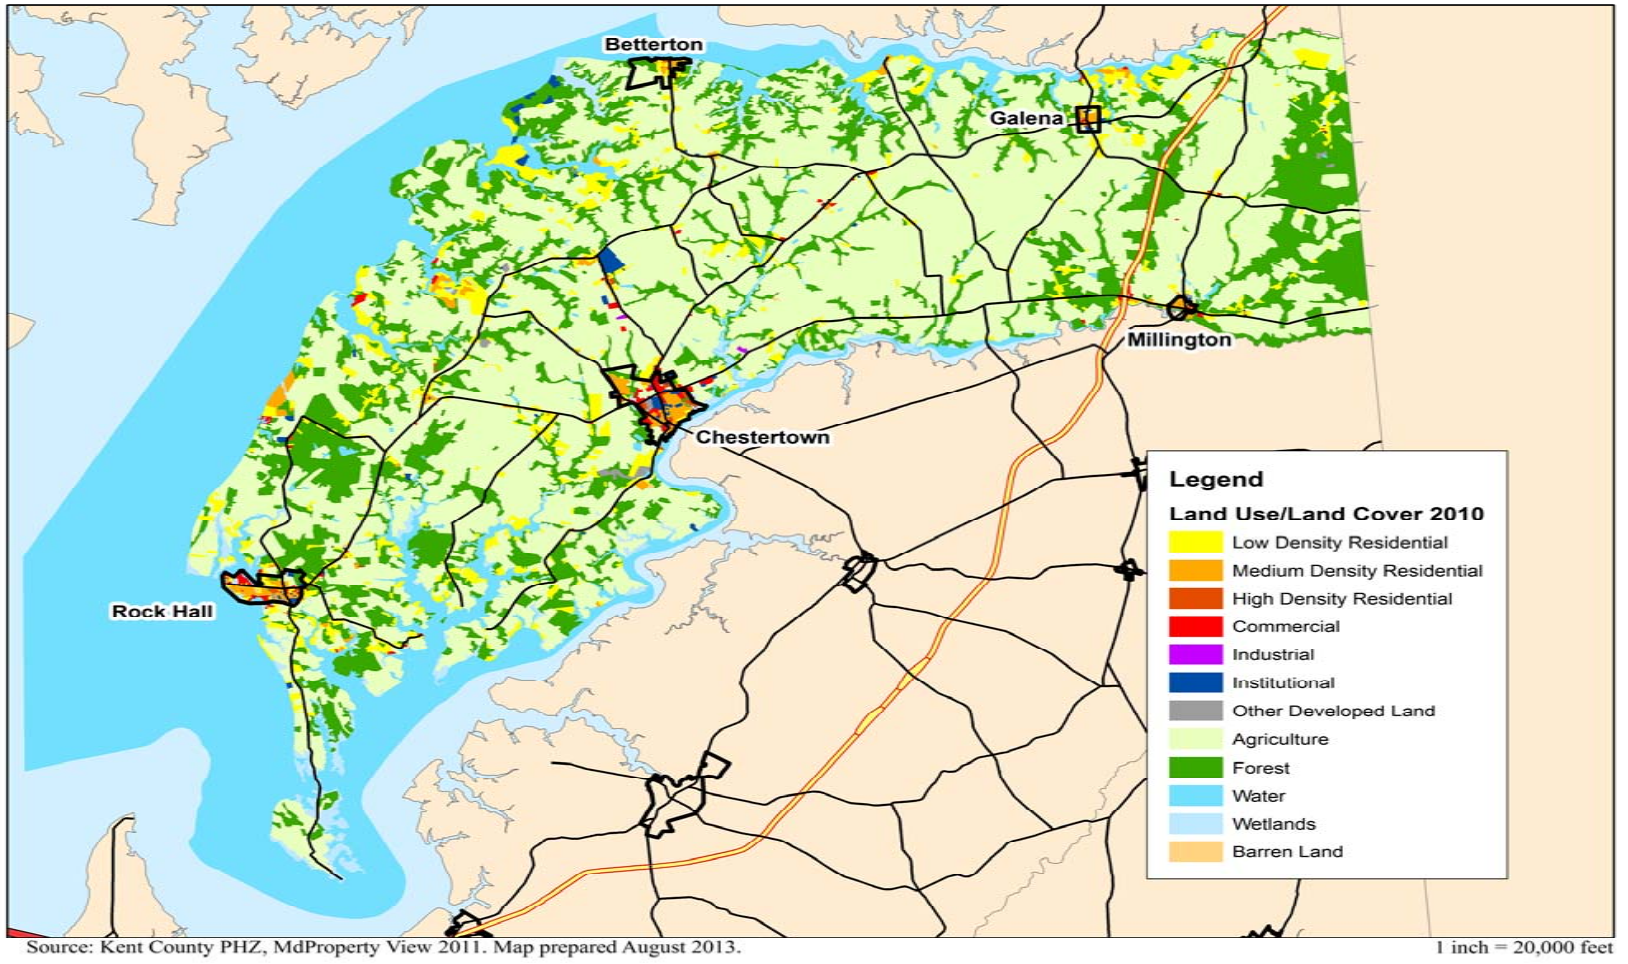 Betterton
Galena
Millington
Chestertown
Rock Hall
Legend
Land Use/Land Cover 2010
Low Density Residential
Medium Density Residential
High Density Residential
Commercial
Industrial
Institutional
Other Developed Land
Agriculture
Forest
Water
Wetlands
Barren Land
Source: Kent County PHZ, MdProperty View 2011. Map prepared August 2013.
1 inch = 20,000 feet